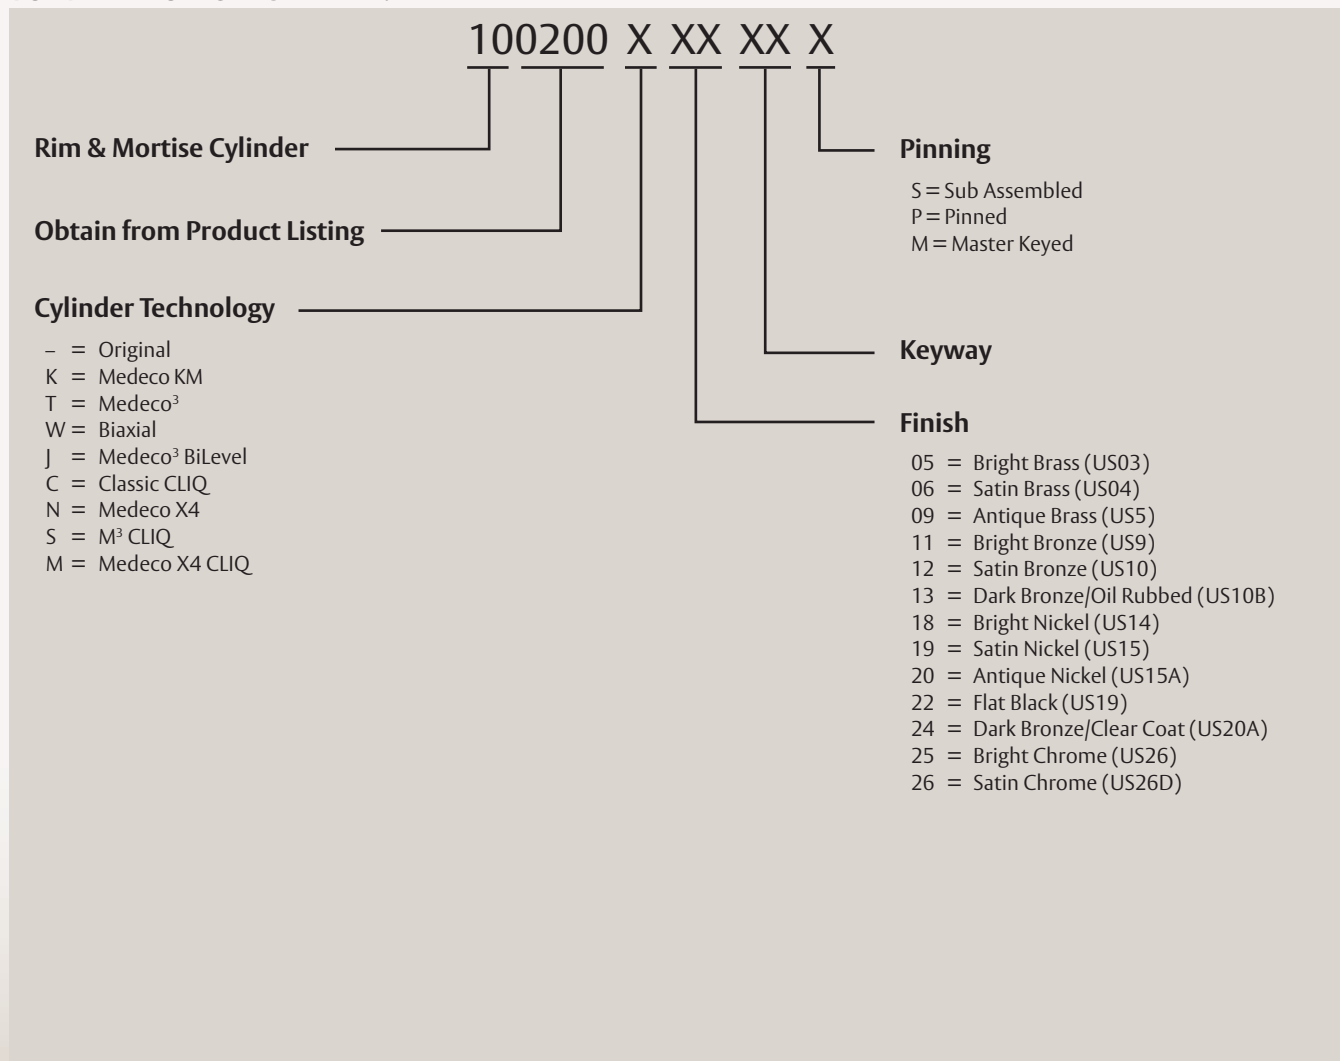 100200 X XX XX X
Rim & Mortise Cylinder
Obtain from Product Listing
Cylinder Technology
– = Original
K = Medeco KM
T = Medeco³
W = Biaxial
J = Medeco³ BiLevel
C = Classic CLIQ
N = Medeco X4
S = M³ CLIQ
M = Medeco X4 CLIQ
Pinning
S = Sub Assembled
P = Pinned
M = Master Keyed
Keyway
Finish
05 = Bright Brass (US03)
06 = Satin Brass (US04)
09 = Antique Brass (US5)
11 = Bright Bronze (US9)
12 = Satin Bronze (US10)
13 = Dark Bronze/Oil Rubbed (US10B)
18 = Bright Nickel (US14)
19 = Satin Nickel (US15)
20 = Antique Nickel (US15A)
22 = Flat Black (US19)
24 = Dark Bronze/Clear Coat (US20A)
25 = Bright Chrome (US26)
26 = Satin Chrome (US26D)